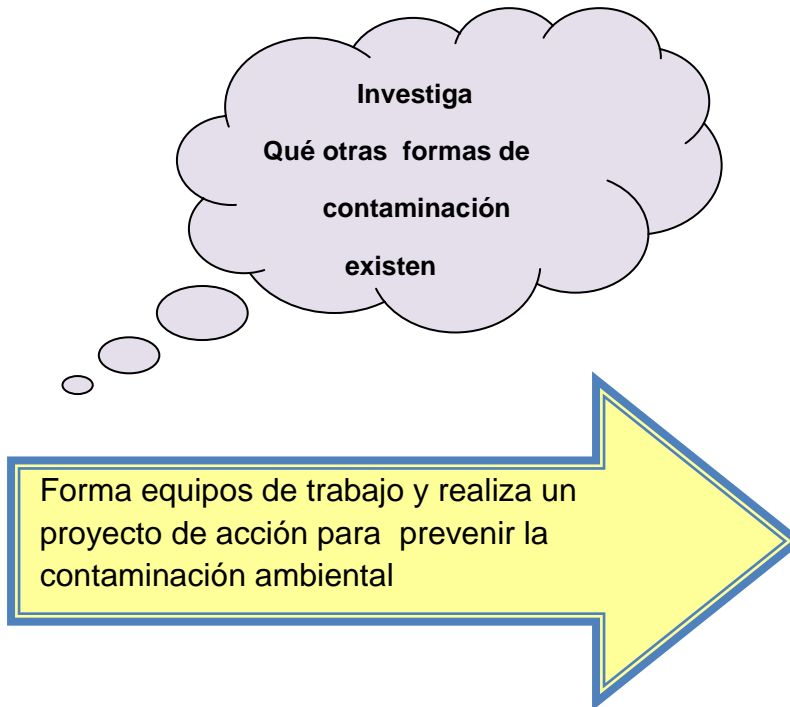 Investiga
Qué otras formas de
contaminación
existen
Forma equipos de trabajo y realiza un
proyecto de acción para prevenir la
contaminación ambiental